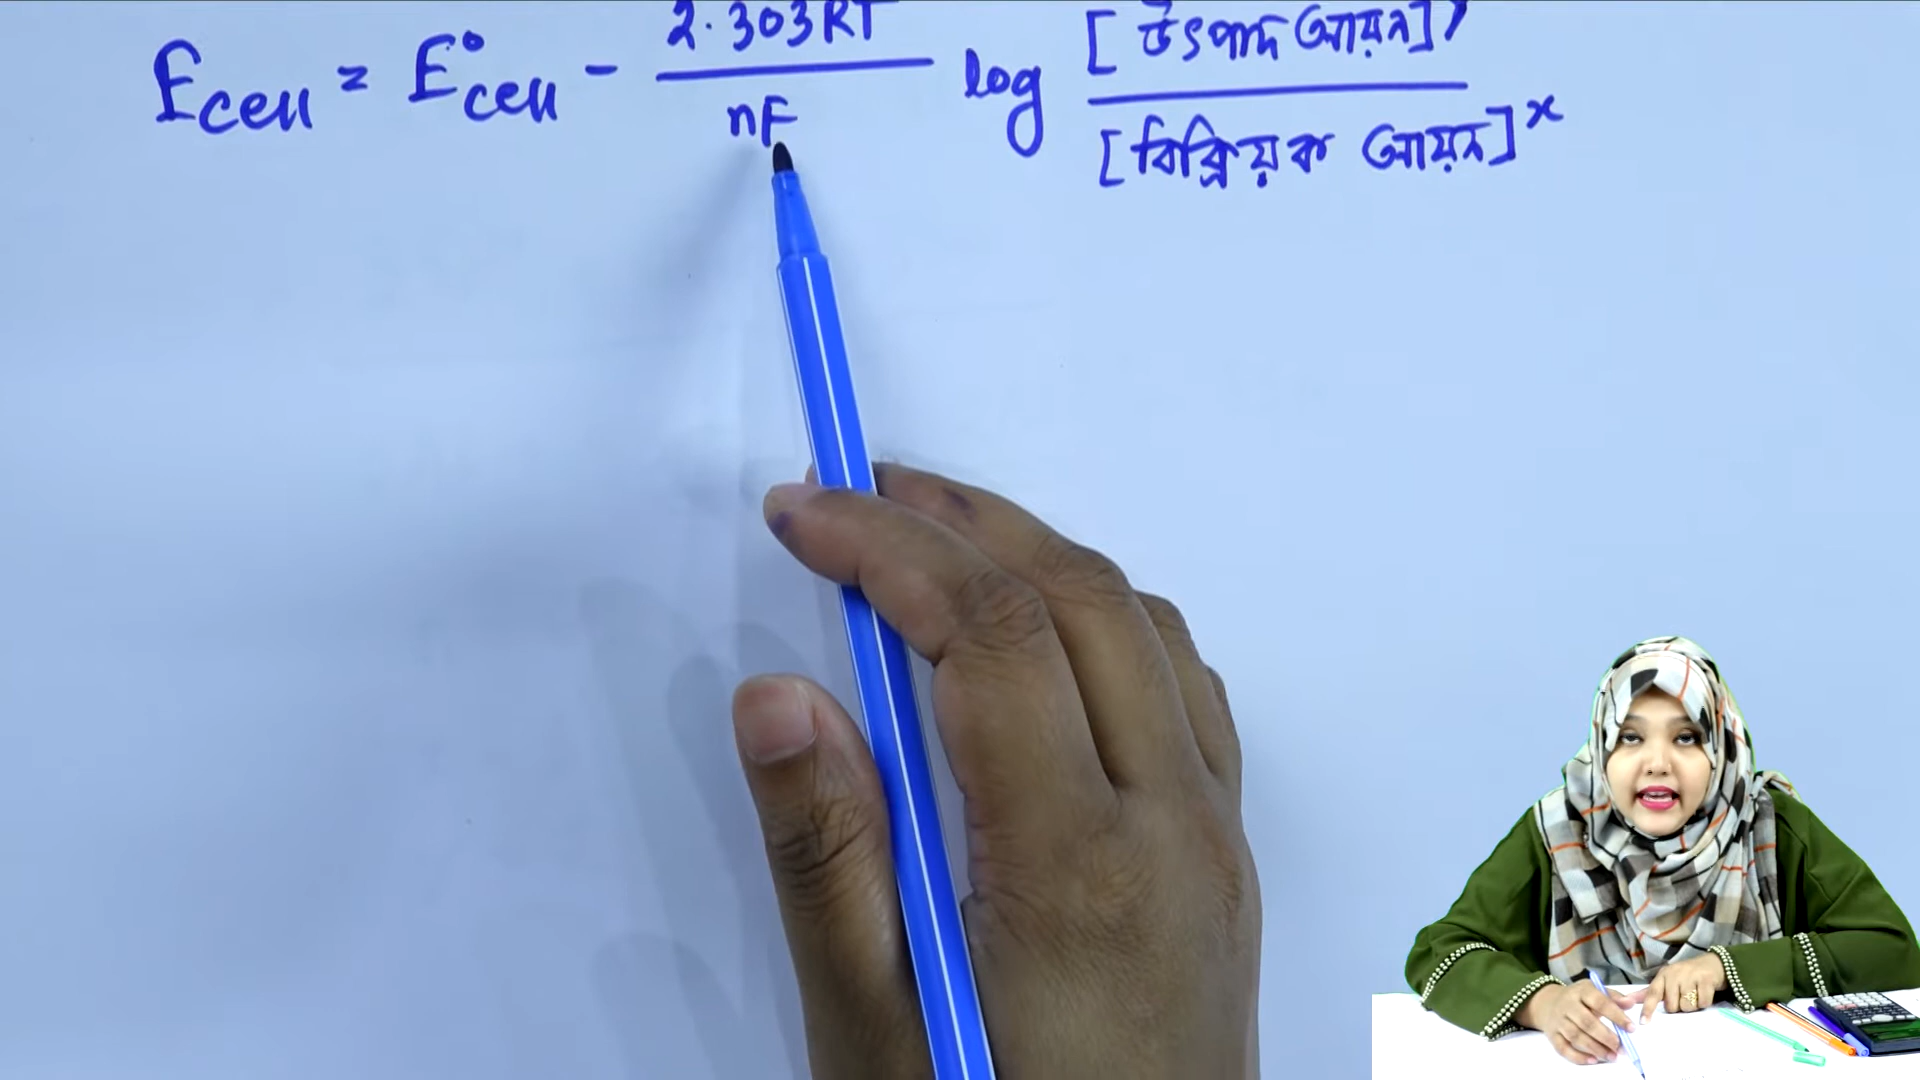 Ecell = E°cell - 2.303RT / nF log [উৎপাদ আয়ন]^y / [বিক্রিয়ক আয়ন]^x